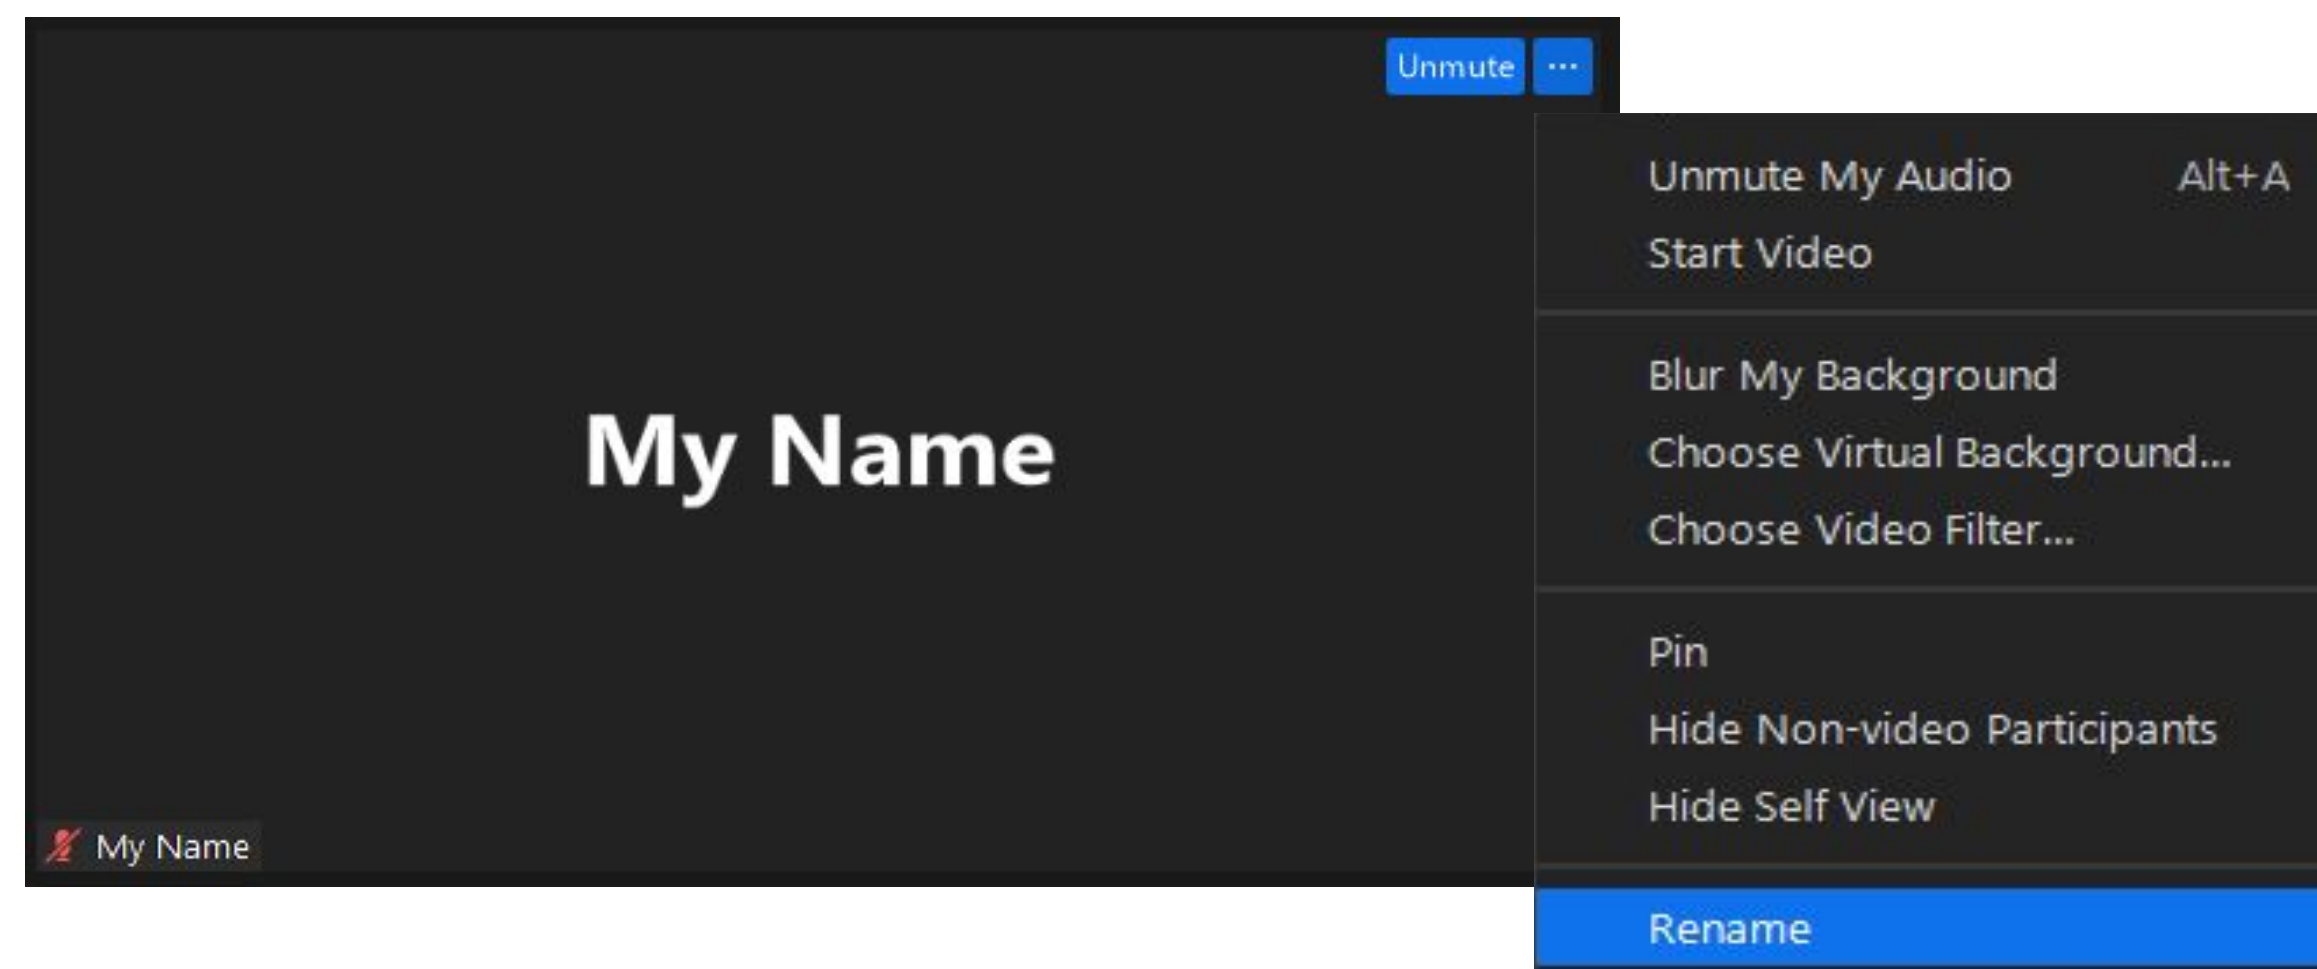 Unmute ...
My Name
My Name
Unmute My Audio Alt+A
Start Video
Blur My Background
Choose Virtual Background...
Choose Video Filter...
Pin
Hide Non-video Participants
Hide Self View
Rename